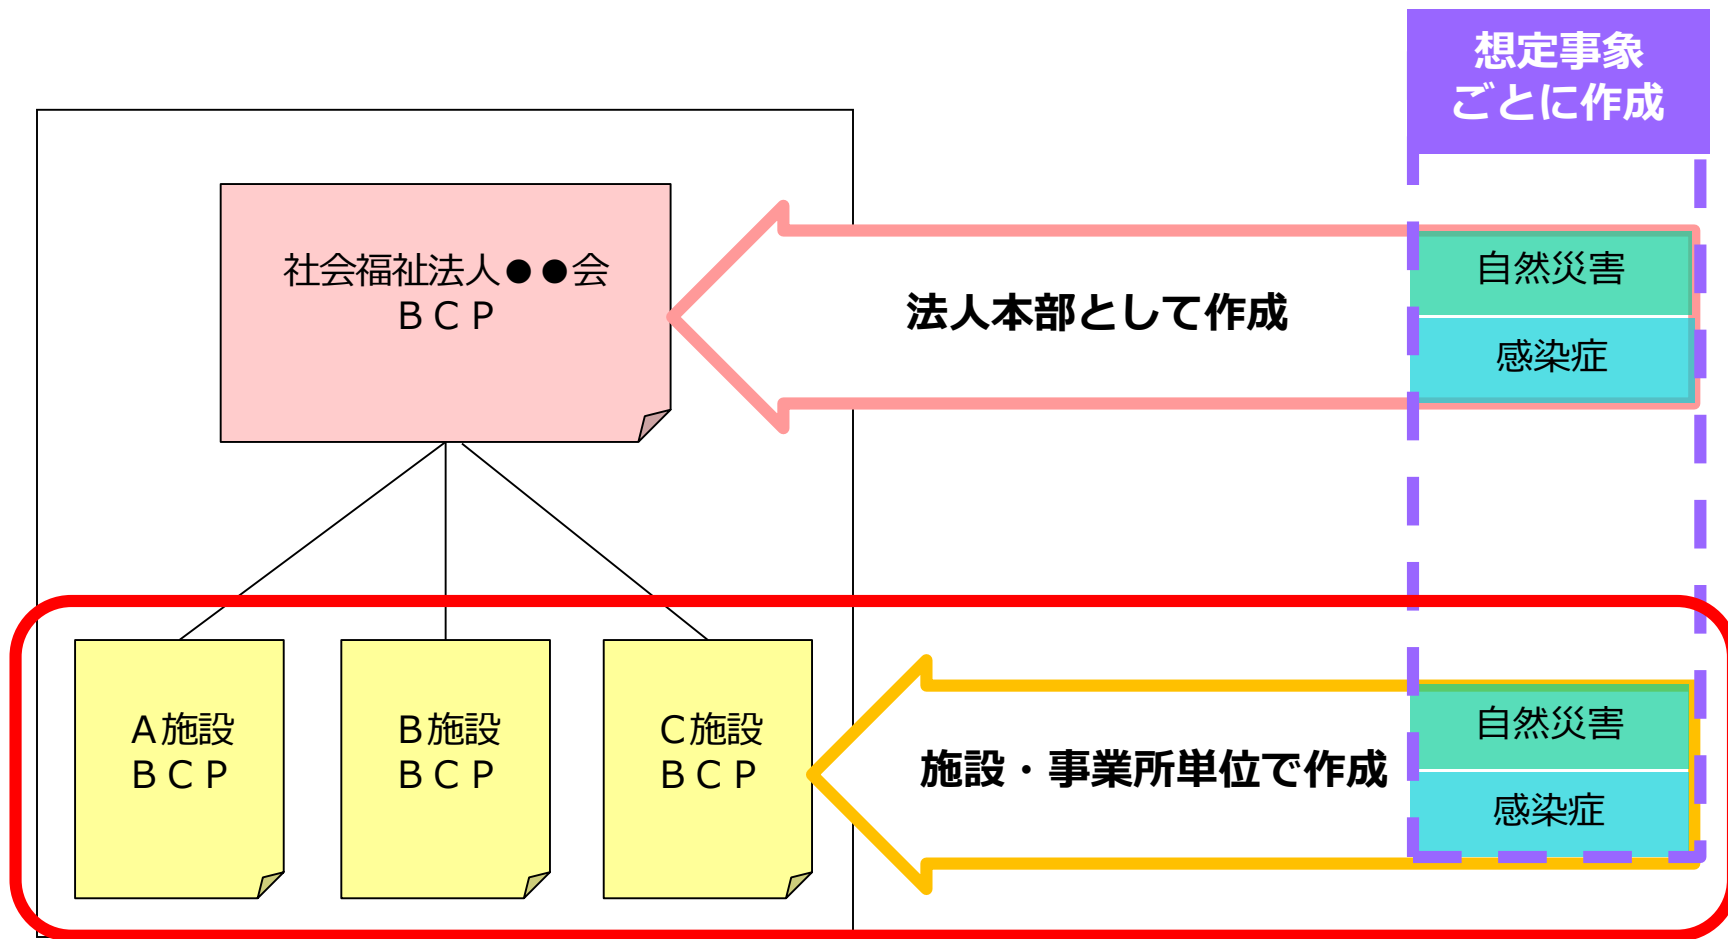 想定事象
ごとに作成
社会福祉法人●●会
ＢＣＰ
法人本部として作成
自然災害
感染症
Ａ施設
ＢＣＰ
Ｂ施設
ＢＣＰ
Ｃ施設
ＢＣＰ
施設・事業所単位で作成
自然災害
感染症